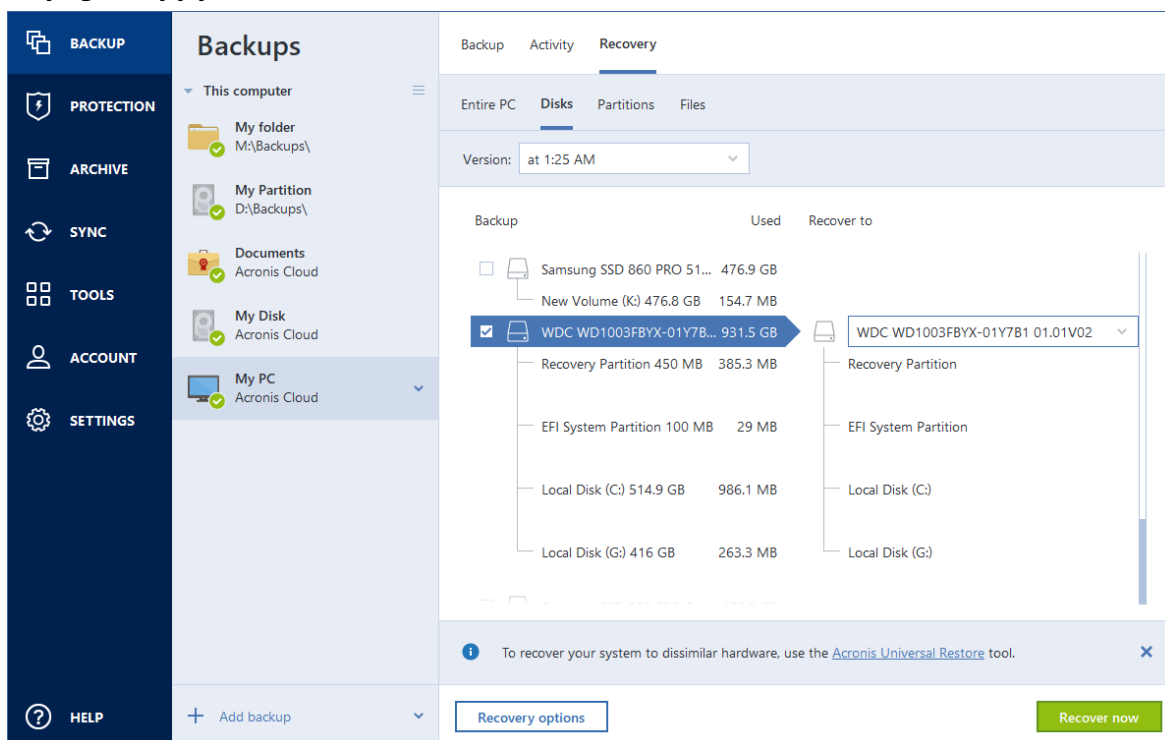 BACKUP
PROTECTION
ARCHIVE
SYNC
TOOLS
ACCOUNT
SETTINGS
HELP
Backups
This computer
My folder
M:\Backups\
My Partition
D:\Backups\
Documents
Acronis Cloud
My Disk
Acronis Cloud
My PC
Acronis Cloud
Add backup
Backup Activity Recovery
Entire PC Disks Partitions Files
Version: at 1:25 AM
Backup Used Recover to
Samsung SSD 860 PRO 51... 476.9 GB
New Volume (K:) 476.8 GB 154.7 MB
WDC WD1003FBYX-01Y7B... 931.5 GB WDC WD1003FBYX-01Y7B1 01.01V02
Recovery Partition 450 MB 385.3 MB Recovery Partition
EFI System Partition 100 MB 29 MB EFI System Partition
Local Disk (C:) 514.9 GB 986.1 MB Local Disk (C:)
Local Disk (G:) 416 GB 263.3 MB Local Disk (G:)
To recover your system to dissimilar hardware, use the Acronis Universal Restore tool.
Recovery options Recover now